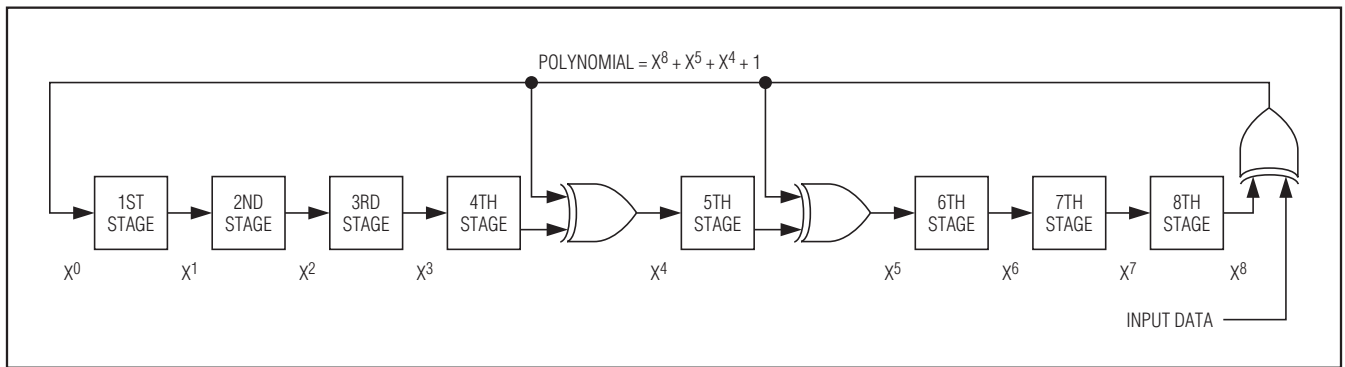 POLYNOMIAL = X⁸ + X⁵ + X⁴ + 1
1ST
STAGE
2ND
STAGE
3RD
STAGE
4TH
STAGE
5TH
STAGE
6TH
STAGE
7TH
STAGE
8TH
STAGE
X⁰
X¹
X²
X³
X⁴
X⁵
X⁶
X⁷
X⁸
INPUT DATA